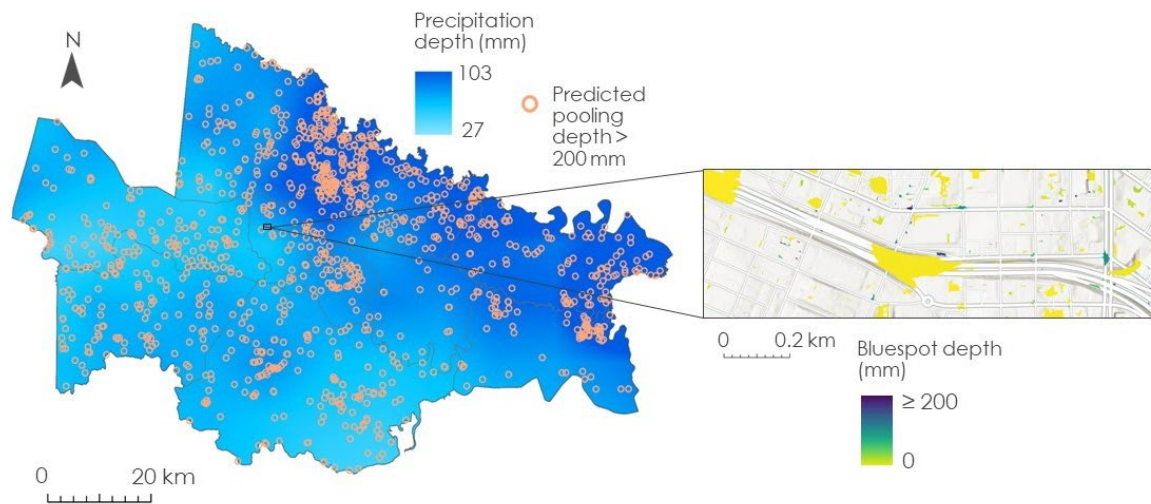 N
Precipitation
depth (mm)
103
27
Predicted
pooling
depth >
200 mm
0 20 km
0 0.2 km
Bluespot depth
(mm)
≥ 200
0